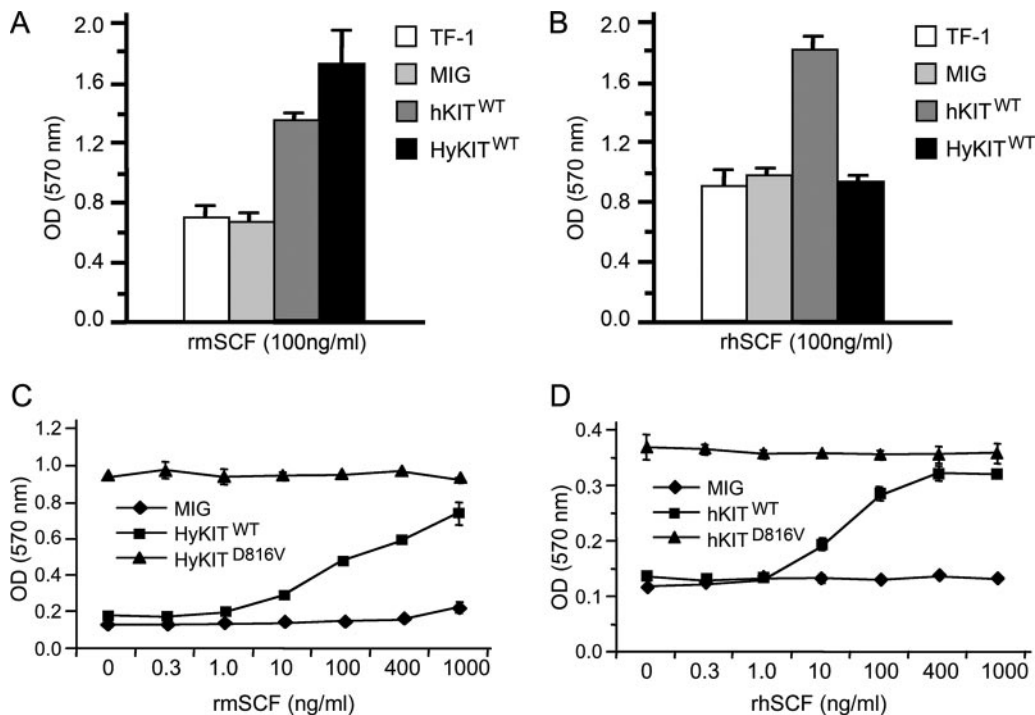 A
OD (570 nm)
2.0
1.6
1.2
0.8
0.4
0.0
rmSCF (100ng/ml)
TF-1
MIG
hKIT WT
HyKIT WT
B
OD (570 nm)
2.0
1.6
1.2
0.8
0.4
0.0
rhSCF (100ng/ml)
TF-1
MIG
hKIT WT
HyKIT WT
C
OD (570 nm)
1.2
1.0
0.8
0.6
0.4
0.2
0.0
MIG
HyKIT WT
HyKIT D816V
0 0.3 1.0 10 100 400 1000
rmSCF (ng/ml)
D
OD (570 nm)
0.4
0.3
0.2
0.1
0.0
MIG
hKIT WT
hKIT D816V
0 0.3 1.0 10 100 400 1000
rhSCF (ng/ml)